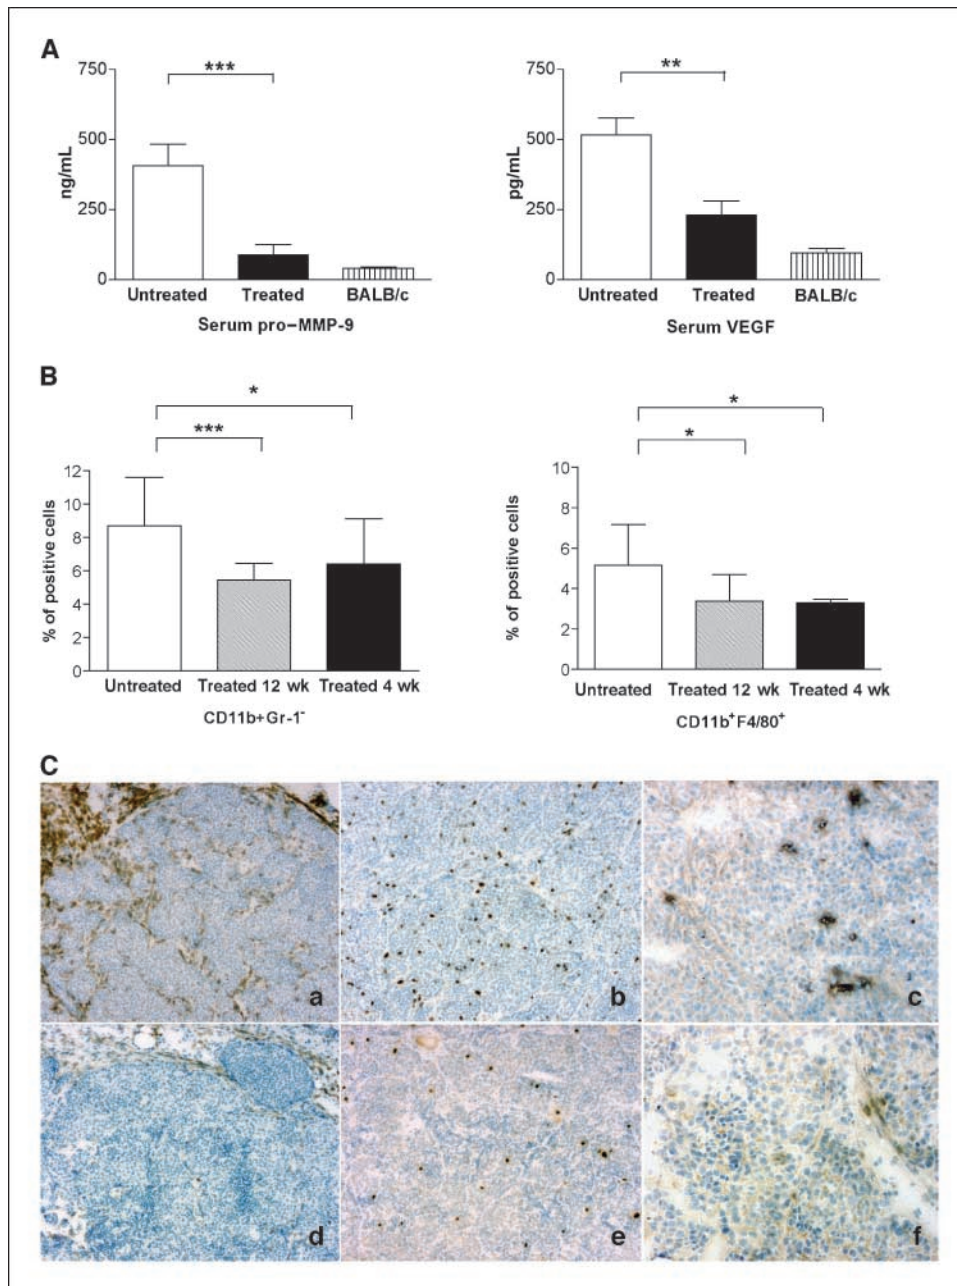 A
750
500
250
0
ng/mL
***
Untreated Treated BALB/c
Serum pro–MMP-9
750
500
250
0
pg/mL
**
Untreated Treated BALB/c
Serum VEGF
B
*
***
12
10
8
6
4
2
0
% of positive cells
Untreated Treated 12 wk Treated 4 wk
CD11b+Gr-1⁻
*
*
10
8
6
4
2
0
% of positive cells
Untreated Treated 12 wk Treated 4 wk
CD11b⁺F4/80⁺
C
a
b
c
d
e
f